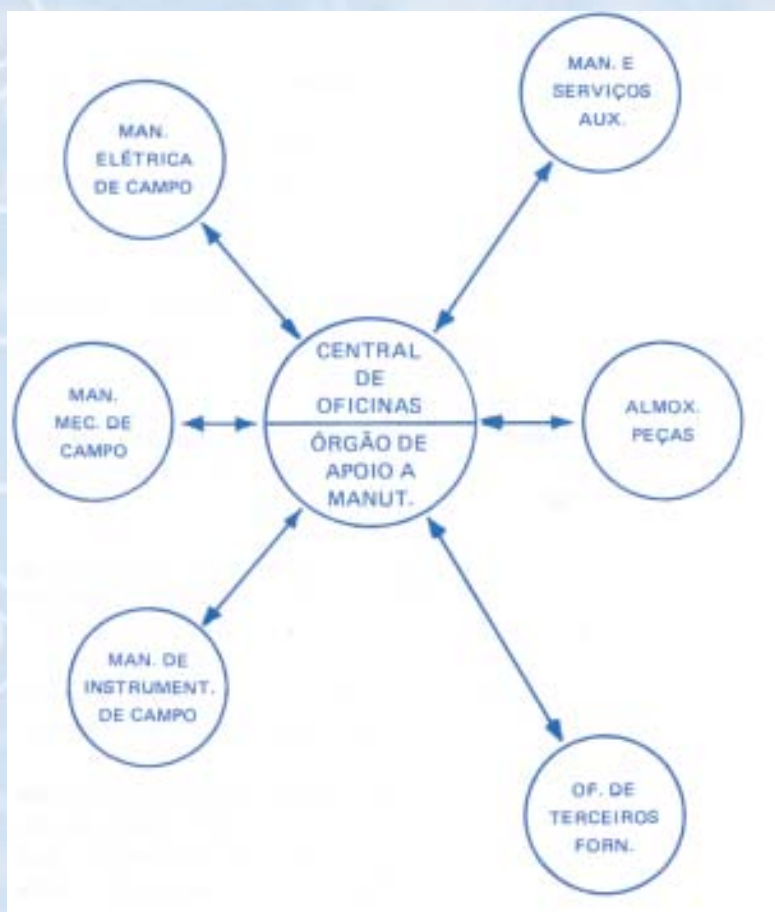 MAN. E
SERVIÇOS
AUX.
MAN.
ELÉTRICA
DE CAMPO
CENTRAL
DE
OFICINAS
ÓRGÃO DE
APOIO A
MANUT.
MAN.
MEC. DE
CAMPO
ALMOX.
PEÇAS
MAN. DE
INSTRUMENT.
DE CAMPO
OF. DE
TERCEIROS
FORN.